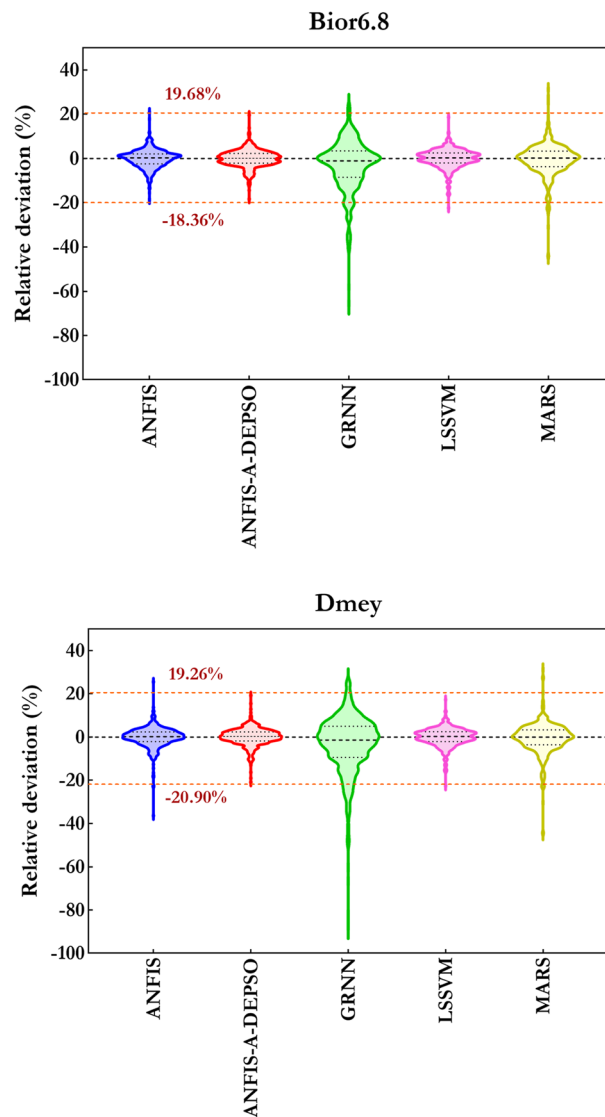 Bior6.8
Relative deviation (%)
40
20
0
-20
-40
-60
-80
-100
19.68%
-18.36%
ANFIS
ANFIS-A-DEPSO
GRNN
LSSVM
MARS
Dmey
Relative deviation (%)
40
20
0
-20
-40
-60
-80
-100
19.26%
-20.90%
ANFIS
ANFIS-A-DEPSO
GRNN
LSSVM
MARS